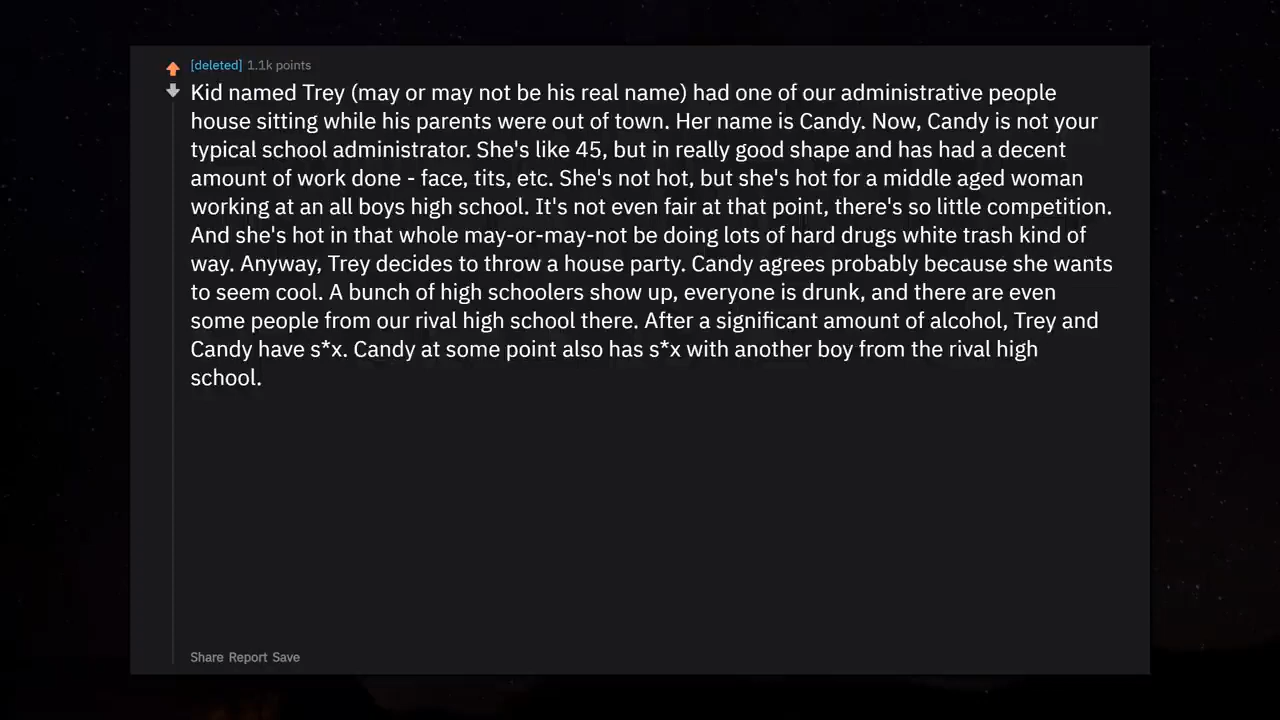 [deleted] 1.1k points
Kid named Trey (may or may not be his real name) had one of our administrative people
house sitting while his parents were out of town. Her name is Candy. Now, Candy is not your
typical school administrator. She's like 45, but in really good shape and has had a decent
amount of work done - face, tits, etc. She's not hot, but she's hot for a middle aged woman
working at an all boys high school. It's not even fair at that point, there's so little competition.
And she's hot in that whole may-or-may-not be doing lots of hard drugs white trash kind of
way. Anyway, Trey decides to throw a house party. Candy agrees probably because she wants
to seem cool. A bunch of high schoolers show up, everyone is drunk, and there are even
some people from our rival high school there. After a significant amount of alcohol, Trey and
Candy have s*x. Candy at some point also has s*x with another boy from the rival high
school.
Share Report Save